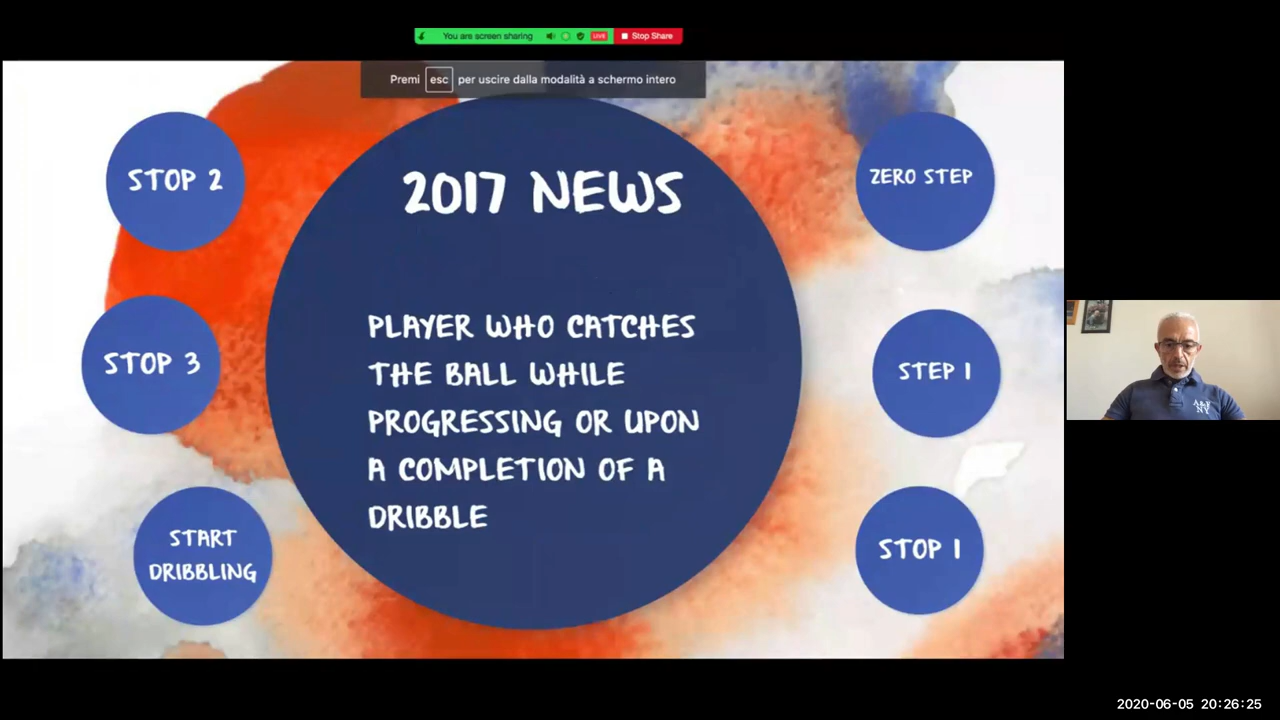 You are screen sharing
LIVE
Stop Share
Premi esc per uscire dalla modalità a schermo intero
2017 NEWS
PLAYER WHO CATCHES
THE BALL WHILE
PROGRESSING OR UPON
A COMPLETION OF A
DRIBBLE
STOP 2
STOP 3
START
DRIBBLING
ZERO STEP
STEP 1
STOP 1
2020-06-05 20:26:25